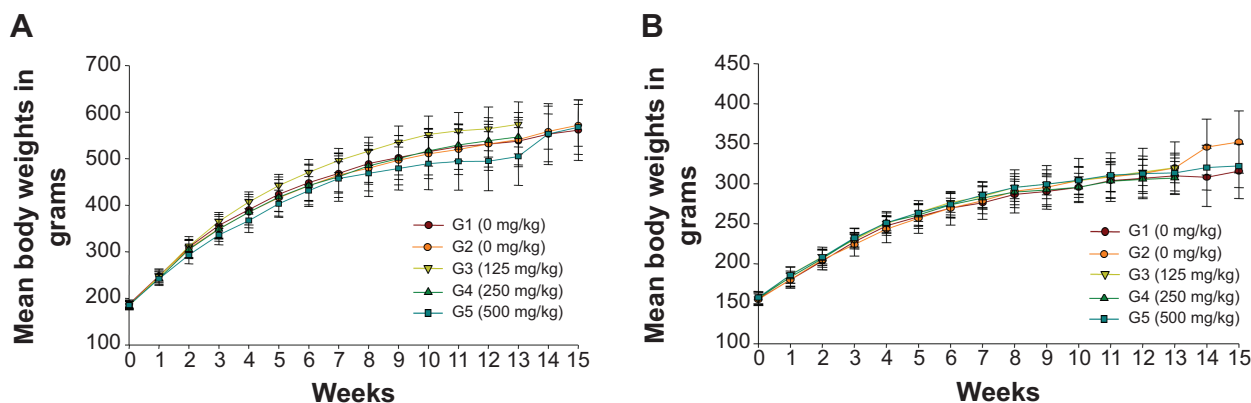 A
Mean body weights in
grams
700
600
500
400
300
200
100
0 1 2 3 4 5 6 7 8 9 10 11 12 13 14 15
Weeks
G1 (0 mg/kg)
G2 (0 mg/kg)
G3 (125 mg/kg)
G4 (250 mg/kg)
G5 (500 mg/kg)
B
Mean body weights in
grams
450
400
350
300
250
200
150
100
0 1 2 3 4 5 6 7 8 9 10 11 12 13 14 15
Weeks
G1 (0 mg/kg)
G2 (0 mg/kg)
G3 (125 mg/kg)
G4 (250 mg/kg)
G5 (500 mg/kg)